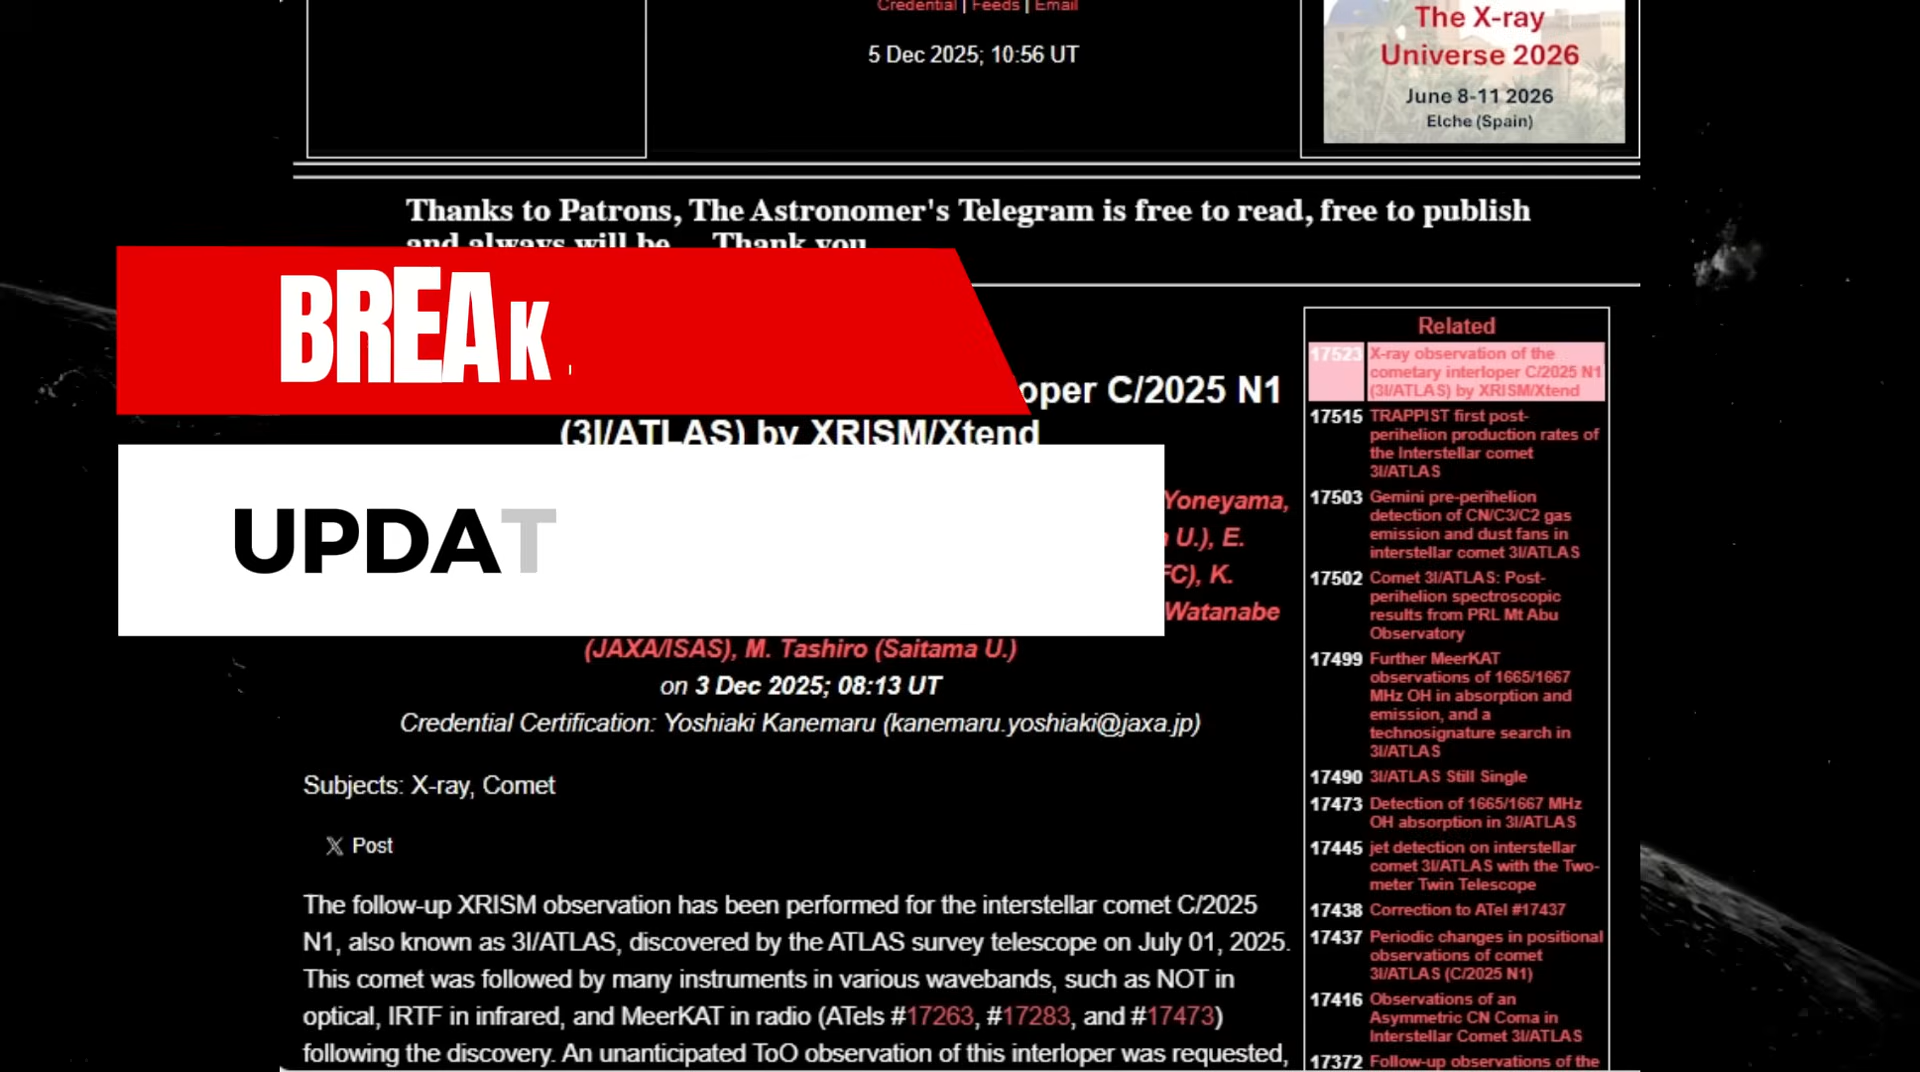 Credential | Feeds | Email
5 Dec 2025; 10:56 UT
The X-ray
Universe 2026
June 8-11 2026
Elche (Spain)
Thanks to Patrons, The Astronomer's Telegram is free to read, free to publish
and always will be. Thank you.
BREAK
oper C/2025 N1
(3I/ATLAS) by XRISM/Xtend
UPDAT
Yoneyama,
U.), E.
FC), K.
Watanabe
(JAXA/ISAS), M. Tashiro (Saitama U.)
on 3 Dec 2025; 08:13 UT
Credential Certification: Yoshiaki Kanemaru (kanemaru.yoshiaki@jaxa.jp)
Subjects: X-ray, Comet
X Post
The follow-up XRISM observation has been performed for the interstellar comet C/2025
N1, also known as 3I/ATLAS, discovered by the ATLAS survey telescope on July 01, 2025.
This comet was followed by many instruments in various wavebands, such as NOT in
optical, IRTF in infrared, and MeerKAT in radio (ATels #17263, #17283, and #17473)
following the discovery. An unanticipated ToO observation of this interloper was requested,
Related
17523 X-ray observation of the
cometary interloper C/2025 N1
(3I/ATLAS) by XRISM/Xtend
17515 TRAPPIST first post-
perihelion production rates of
the Interstellar comet
3I/ATLAS
17503 Gemini pre-perihelion
detection of CN/C3/C2 gas
emission and dust fans in
interstellar comet 3I/ATLAS
17502 Comet 3I/ATLAS: Post-
perihelion spectroscopic
results from PRL Mt Abu
Observatory
17499 Further MeerKAT
observations of 1665/1667
MHz OH in absorption and
emission, and a
technosignature search in
3I/ATLAS
17490 3I/ATLAS Still Single
17473 Detection of 1665/1667 MHz
OH absorption in 3I/ATLAS
17445 jet detection on interstellar
comet 3I/ATLAS with the Two-
meter Twin Telescope
17438 Correction to ATel #17437
17437 Periodic changes in positional
observations of comet
3I/ATLAS (C/2025 N1)
17416 Observations of an
Asymmetric CN Coma in
Interstellar Comet 3I/ATLAS
17372 Follow-up observations of the